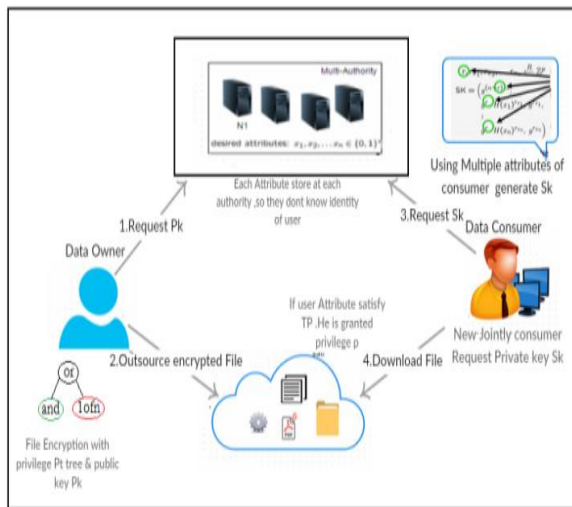 Multi-Authority
N1
desired attributes: x₁, x₂, . . . xₙ ∈ {0, 1}*
Each Attribute store at each
authority ,so they dont know identity
of user
SK =
Using Multiple attributes of
consumer generate Sk
1.Request Pk
3.Request Sk
Data Owner
Data Consumer
If user Attribute satisfy
TP .He is granted
privilege p
2.Outsource encrypted File
4.Download File
New Jointly consumer
Request Private key Sk
or
and
1ofn
PDF
File Encryption with
privilege Pt tree & public
key Pk